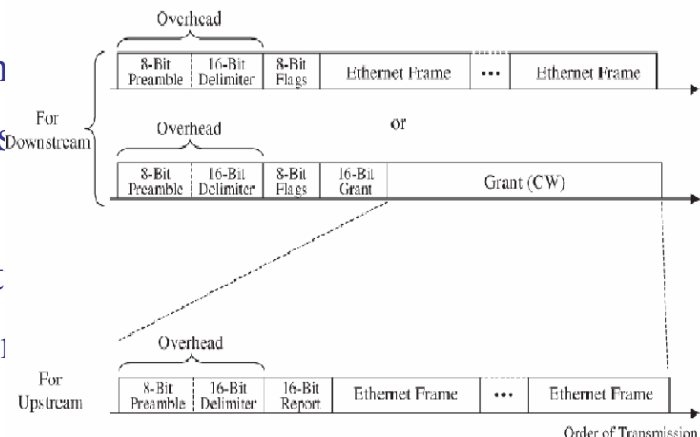 Overhead
8-Bit Preamble
16-Bit Delimiter
8-Bit Flags
Ethernet Frame
•••
Ethernet Frame
For Downstream
or
Overhead
8-Bit Preamble
16-Bit Delimiter
8-Bit Flags
16-Bit Grant
Grant (CW)
Overhead
For Upstream
8-Bit Preamble
16-Bit Delimiter
16-Bit Report
Ethernet Frame
•••
Ethernet Frame
Order of Transmission